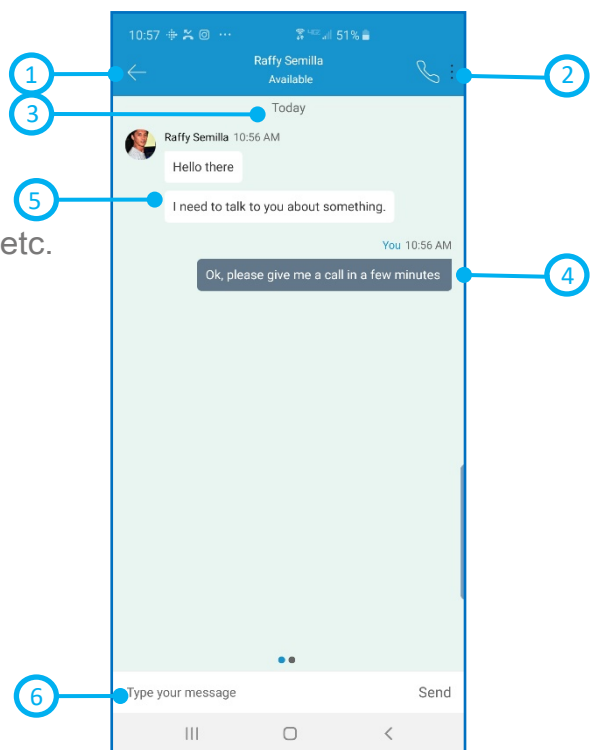 10:57 51%
Raffy Semilla
Available
1
2
3
Today
Raffy Semilla 10:56 AM
Hello there
5
I need to talk to you about something.
etc.
You 10:56 AM
Ok, please give me a call in a few minutes
4
6
Type your message Send